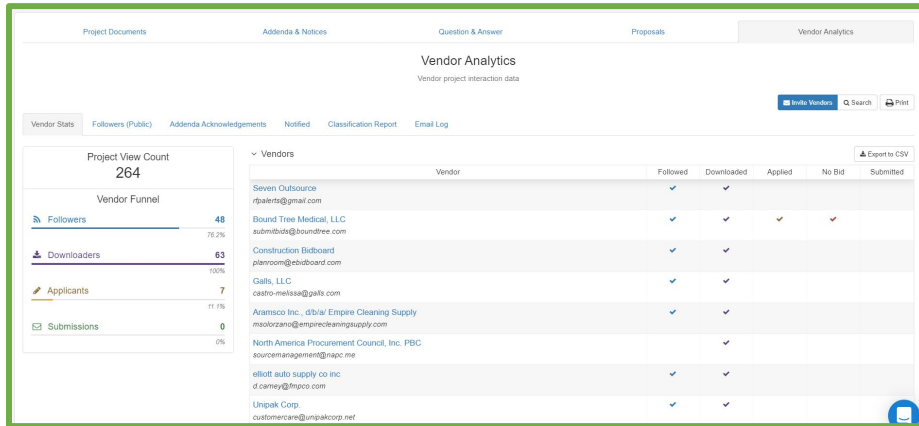 Project Documents
Addenda & Notices
Question & Answer
Proposals
Vendor Analytics
Vendor Analytics
Vendor project interaction data
Invite Vendors
Search
Print
Vendor Stats
Followers (Public)
Addenda Acknowledgements
Notified
Classification Report
Email Log
Project View Count
264
Vendor Funnel
Followers 48
76.2%
Downloaders 63
100%
Applicants 7
11.1%
Submissions 0
0%
Vendors
Export to CSV
Vendor Followed Downloaded Applied No Bid Submitted
Seven Outsource
rfpalerts@gmail.com
Bound Tree Medical, LLC
submitbids@boundtree.com
Construction Bidboard
planroom@ebidboard.com
Galls, LLC
castro-melissa@galls.com
Aramsco Inc., d/b/a/ Empire Cleaning Supply
msolorzano@empirecleaningsupply.com
North America Procurement Council, Inc. PBC
sourcemanagement@napc.me
elliott auto supply co inc
d.carney@fmpco.com
Unipak Corp.
customercare@unipakcorp.net